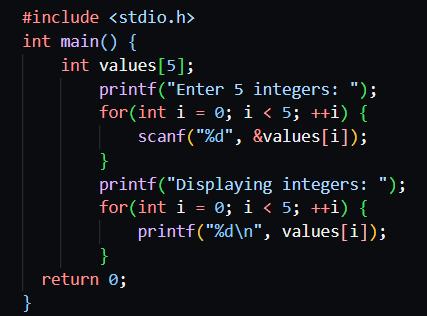 #include <stdio.h>
int main() {
    int values[5];
        printf("Enter 5 integers: ");
        for(int i = 0; i < 5; ++i) {
            scanf("%d", &values[i]);
        }
        printf("Displaying integers: ");
        for(int i = 0; i < 5; ++i) {
            printf("%d\n", values[i]);
        }
  return 0;
}